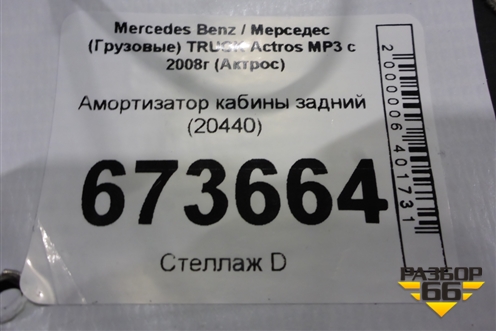 Mercedes Benz / Мерседес
(Грузовые) TRUCK Actros MP3 с
2008г (Актрос)
Амортизатор кабины задний
(20440)
673664
Стеллаж D
2000006401731
РАЗБОР
66